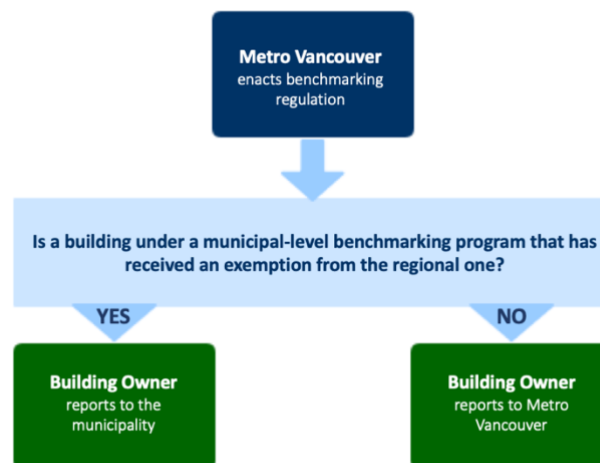 Metro Vancouver
enacts benchmarking
regulation
Is a building under a municipal-level benchmarking program that has
received an exemption from the regional one?
YES
NO
Building Owner
reports to the
municipality
Building Owner
reports to Metro
Vancouver